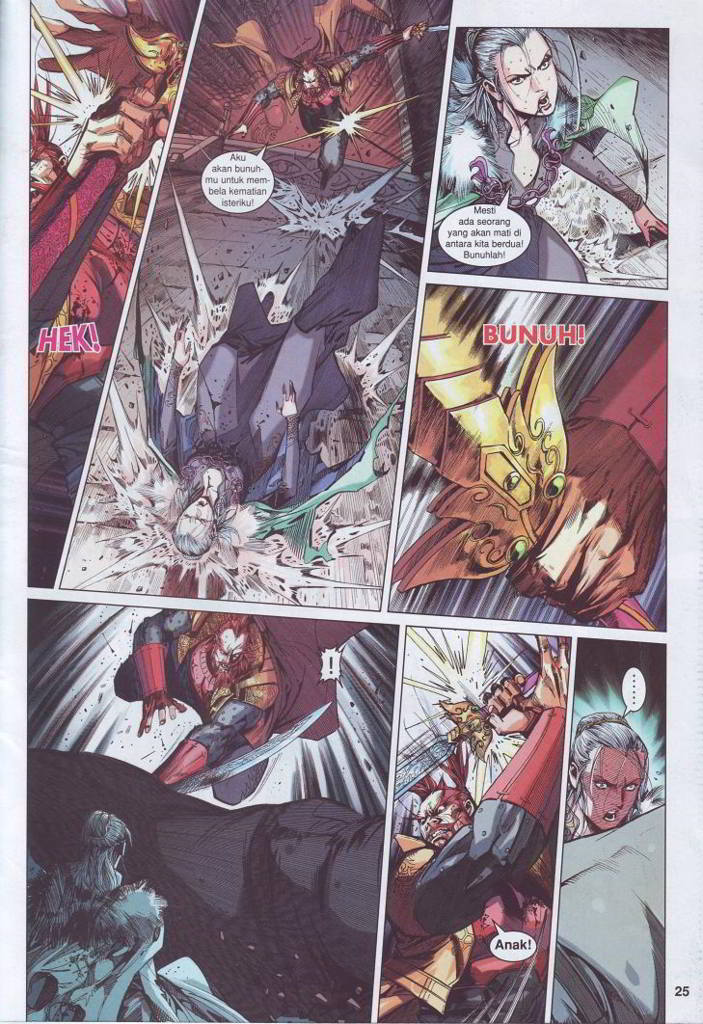 HEK!
Aku
akan bunuh-
mu untuk mem-
bela kematian
isteriku!
Mesti
ada seorang
yang akan mati di
antara kita berdua!
Bunuhlah!
BUNUH!
!
Anak!
......
25